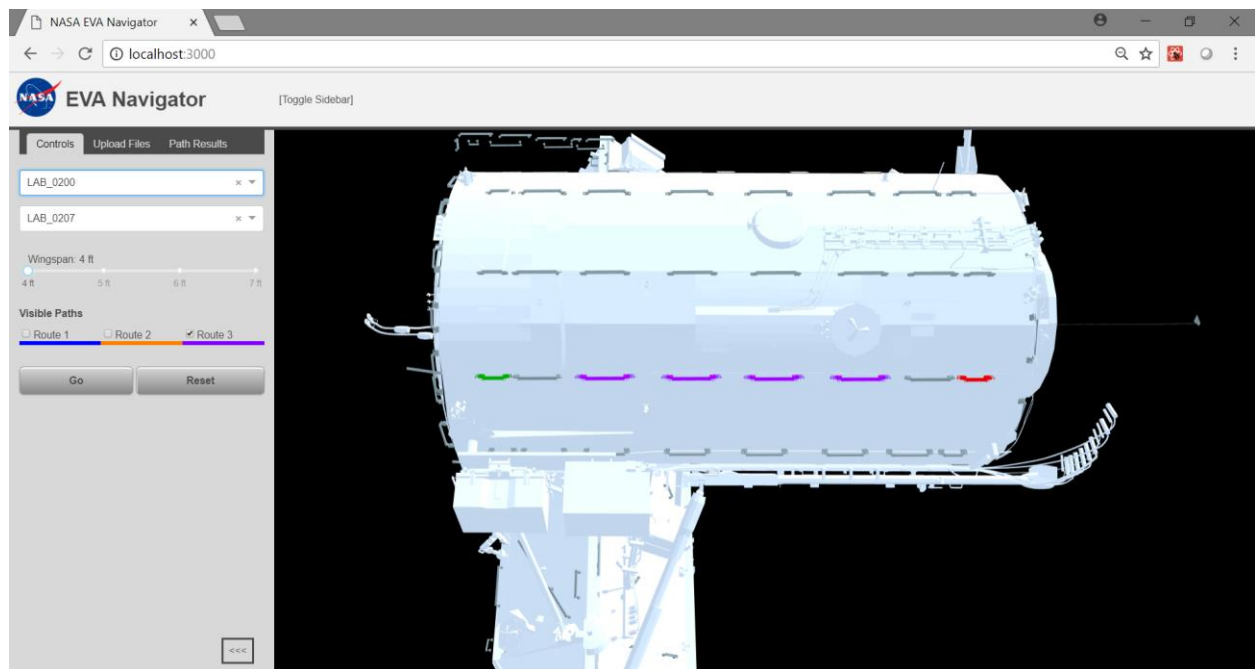 NASA EVA Navigator
localhost:3000
NASA EVA Navigator [Toggle Sidebar]
Controls Upload Files Path Results
LAB_0200
LAB_0207
Wingspan: 4 ft
4 ft 5 ft 6 ft 7 ft
Visible Paths
Route 1 Route 2 Route 3
Go Reset
<<<